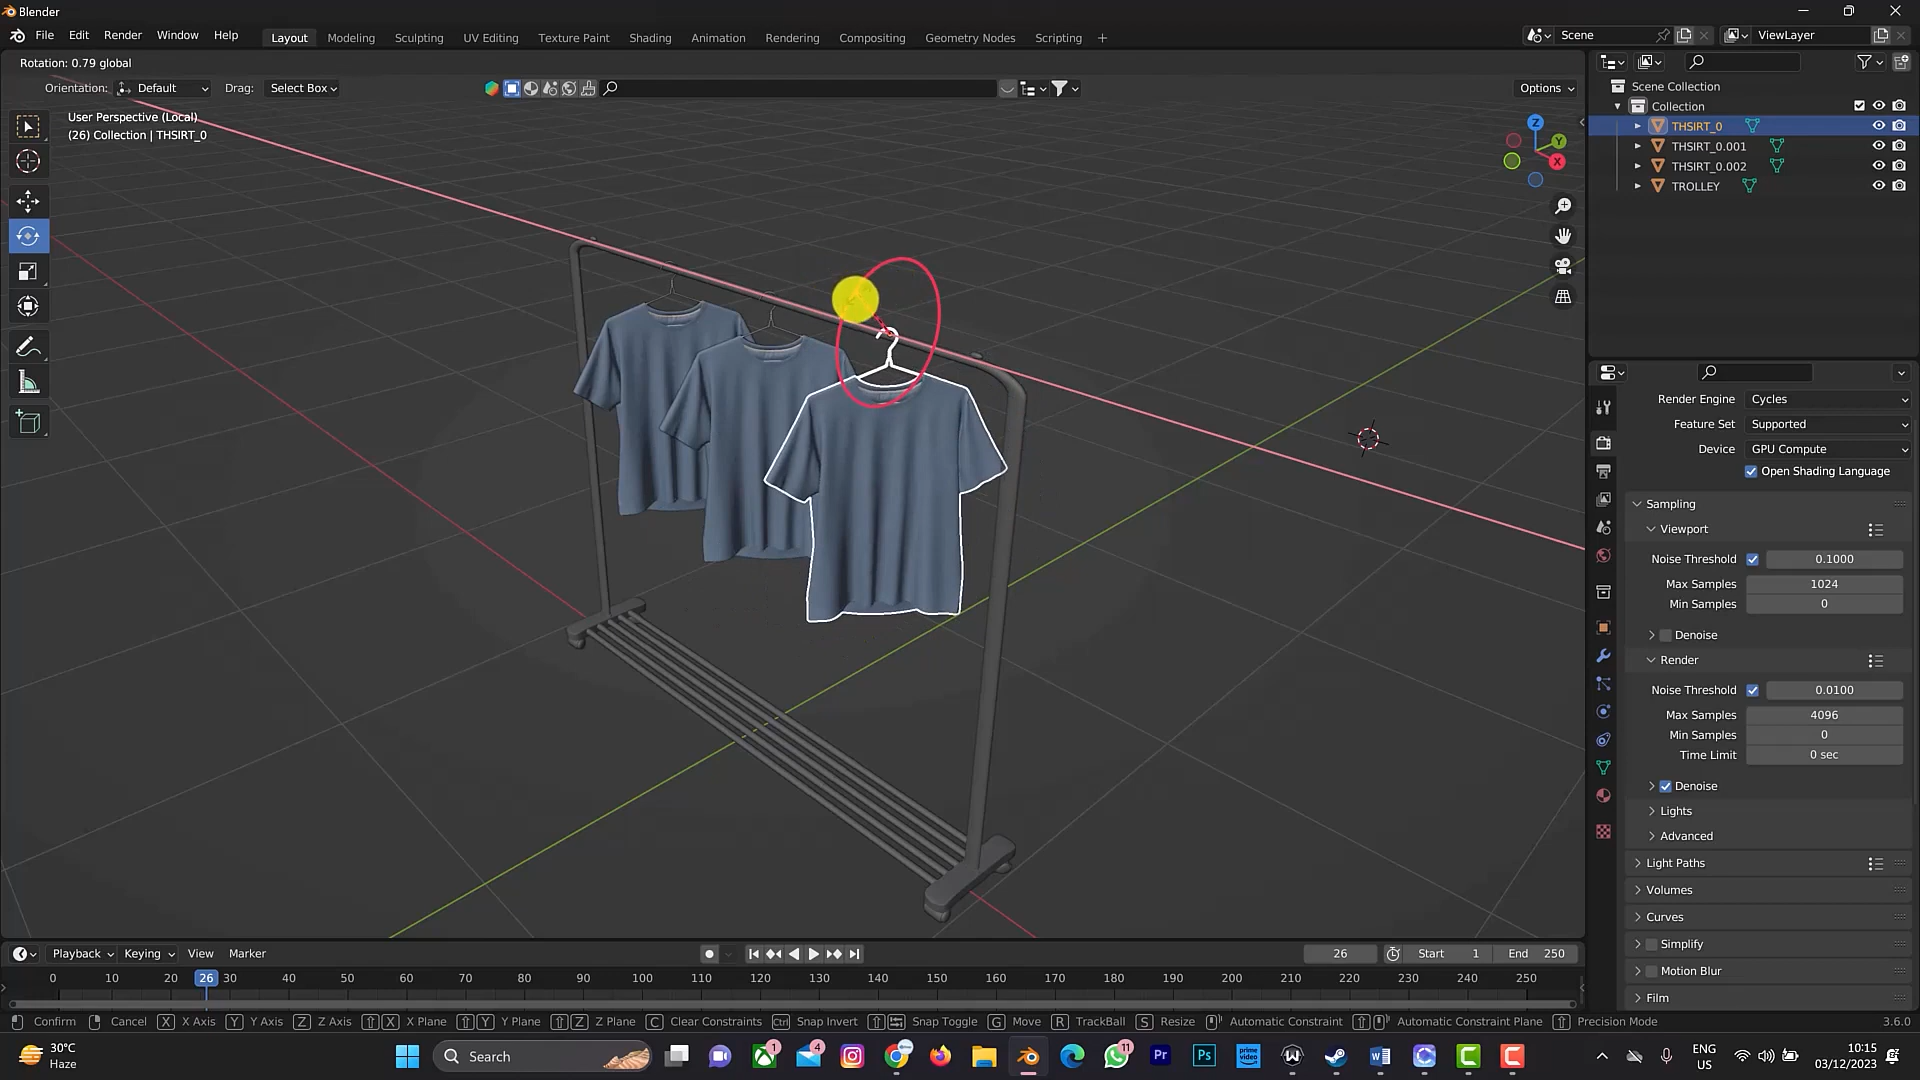 Blender
File Edit Render Window Help Layout Modeling Sculpting UV Editing Texture Paint Shading Animation Rendering Compositing Geometry Nodes Scripting + Scene ViewLayer
Rotation: 0.79 global
Orientation: Default Drag: Select Box Options
User Perspective (Local)
(26) Collection | THSIRT_0
Z
Y
X
Scene Collection
Collection
THSIRT_0
THSIRT_0.001
THSIRT_0.002
TROLLEY
Render Engine Cycles
Feature Set Supported
Device GPU Compute
Open Shading Language
Sampling
Viewport
Noise Threshold 0.1000
Max Samples 1024
Min Samples 0
Denoise
Render
Noise Threshold 0.0100
Max Samples 4096
Min Samples 0
Time Limit 0 sec
Denoise
Lights
Advanced
Light Paths
Volumes
Curves
Simplify
Motion Blur
Film
Playback Keying View Marker 26 Start 1 End 250
0 10 20 26 30 40 50 60 70 80 90 100 110 120 130 140 150 160 170 180 190 200 210 220 230 240 250
Confirm Cancel X X Axis Y Y Axis Z Z Axis X X Plane Y Y Plane Z Z Plane C Clear Constraints Ctrl Snap Invert Snap Toggle G Move R TrackBall S Resize Automatic Constraint Automatic Constraint Plane Precision Mode 3.6.0
30°C
Haze
Search
1
4
11
Pr
Ps
prime video
ENG
US
10:15
03/12/2023